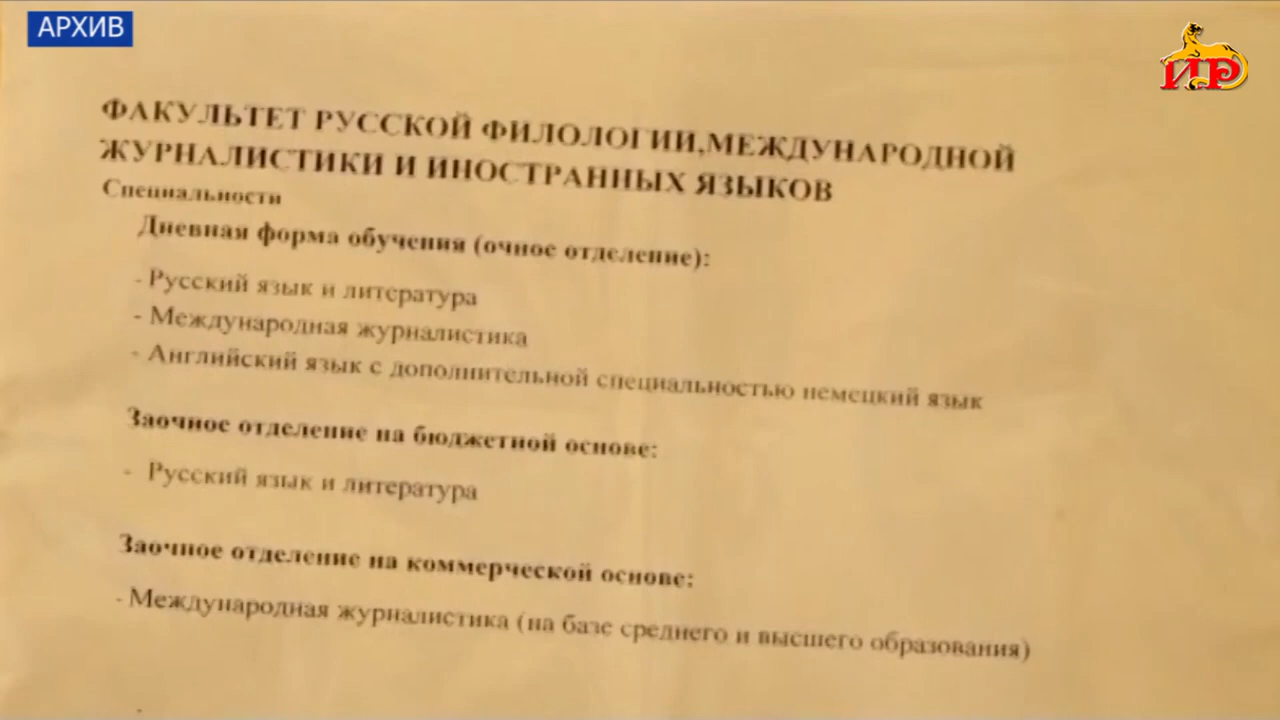 АРХИВ
ИР
ФАКУЛЬТЕТ РУССКОЙ ФИЛОЛОГИИ,МЕЖДУНАРОДНОЙ
ЖУРНАЛИСТИКИ И ИНОСТРАННЫХ ЯЗЫКОВ
Специальности
Дневная форма обучения (очное отделение):
- Русский язык и литература
- Международная журналистика
- Английский язык с дополнительной специальностью немецкий язык
Заочное отделение на бюджетной основе:
- Русский язык и литература
Заочное отделение на коммерческой основе:
- Международная журналистика (на базе среднего и высшего образования)